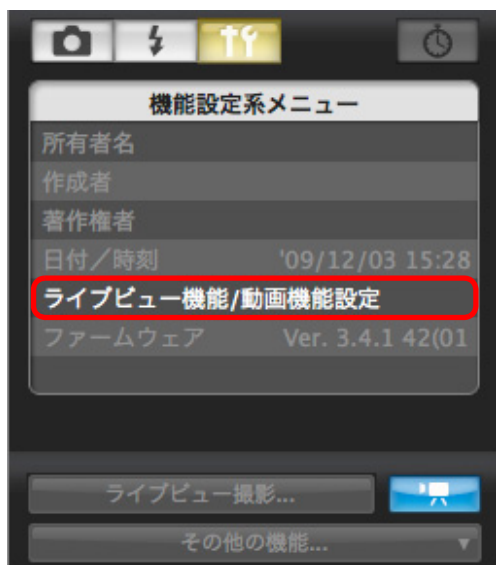 機能設定系メニュー
所有者名
作成者
著作権者
日付／時刻 '09/12/03 15:28
ライブビュー機能/動画機能設定
ファームウェア Ver. 3.4.1 42(01
ライブビュー撮影...
その他の機能...